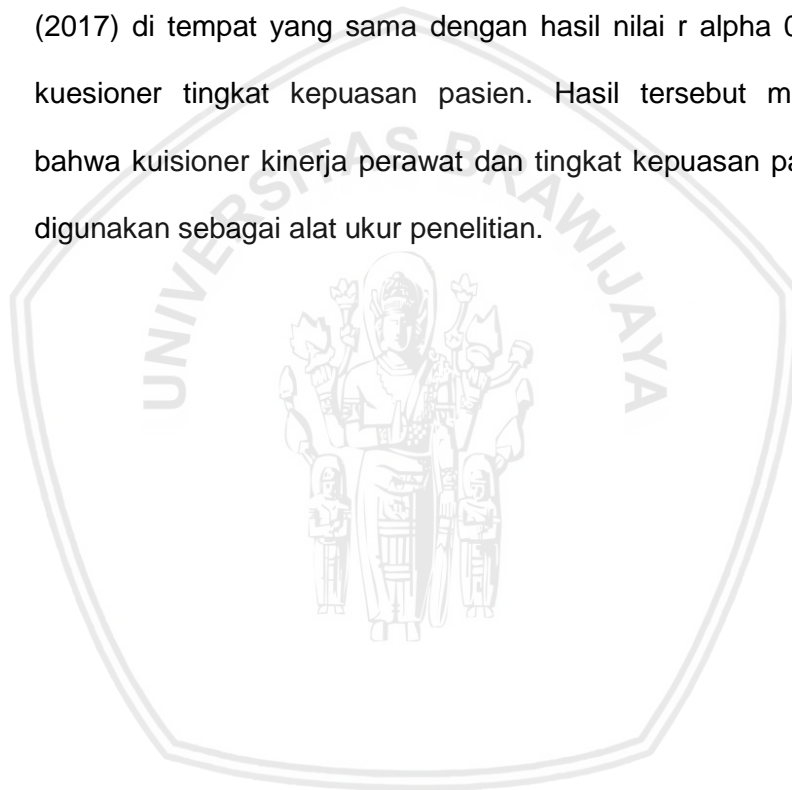 (2017) di tempat yang sama dengan hasil nilai r alpha 0
kuesioner tingkat kepuasan pasien. Hasil tersebut m
bahwa kuisioner kinerja perawat dan tingkat kepuasan pa
digunakan sebagai alat ukur penelitian.
UNIVERSITAS BRAWIJAYA